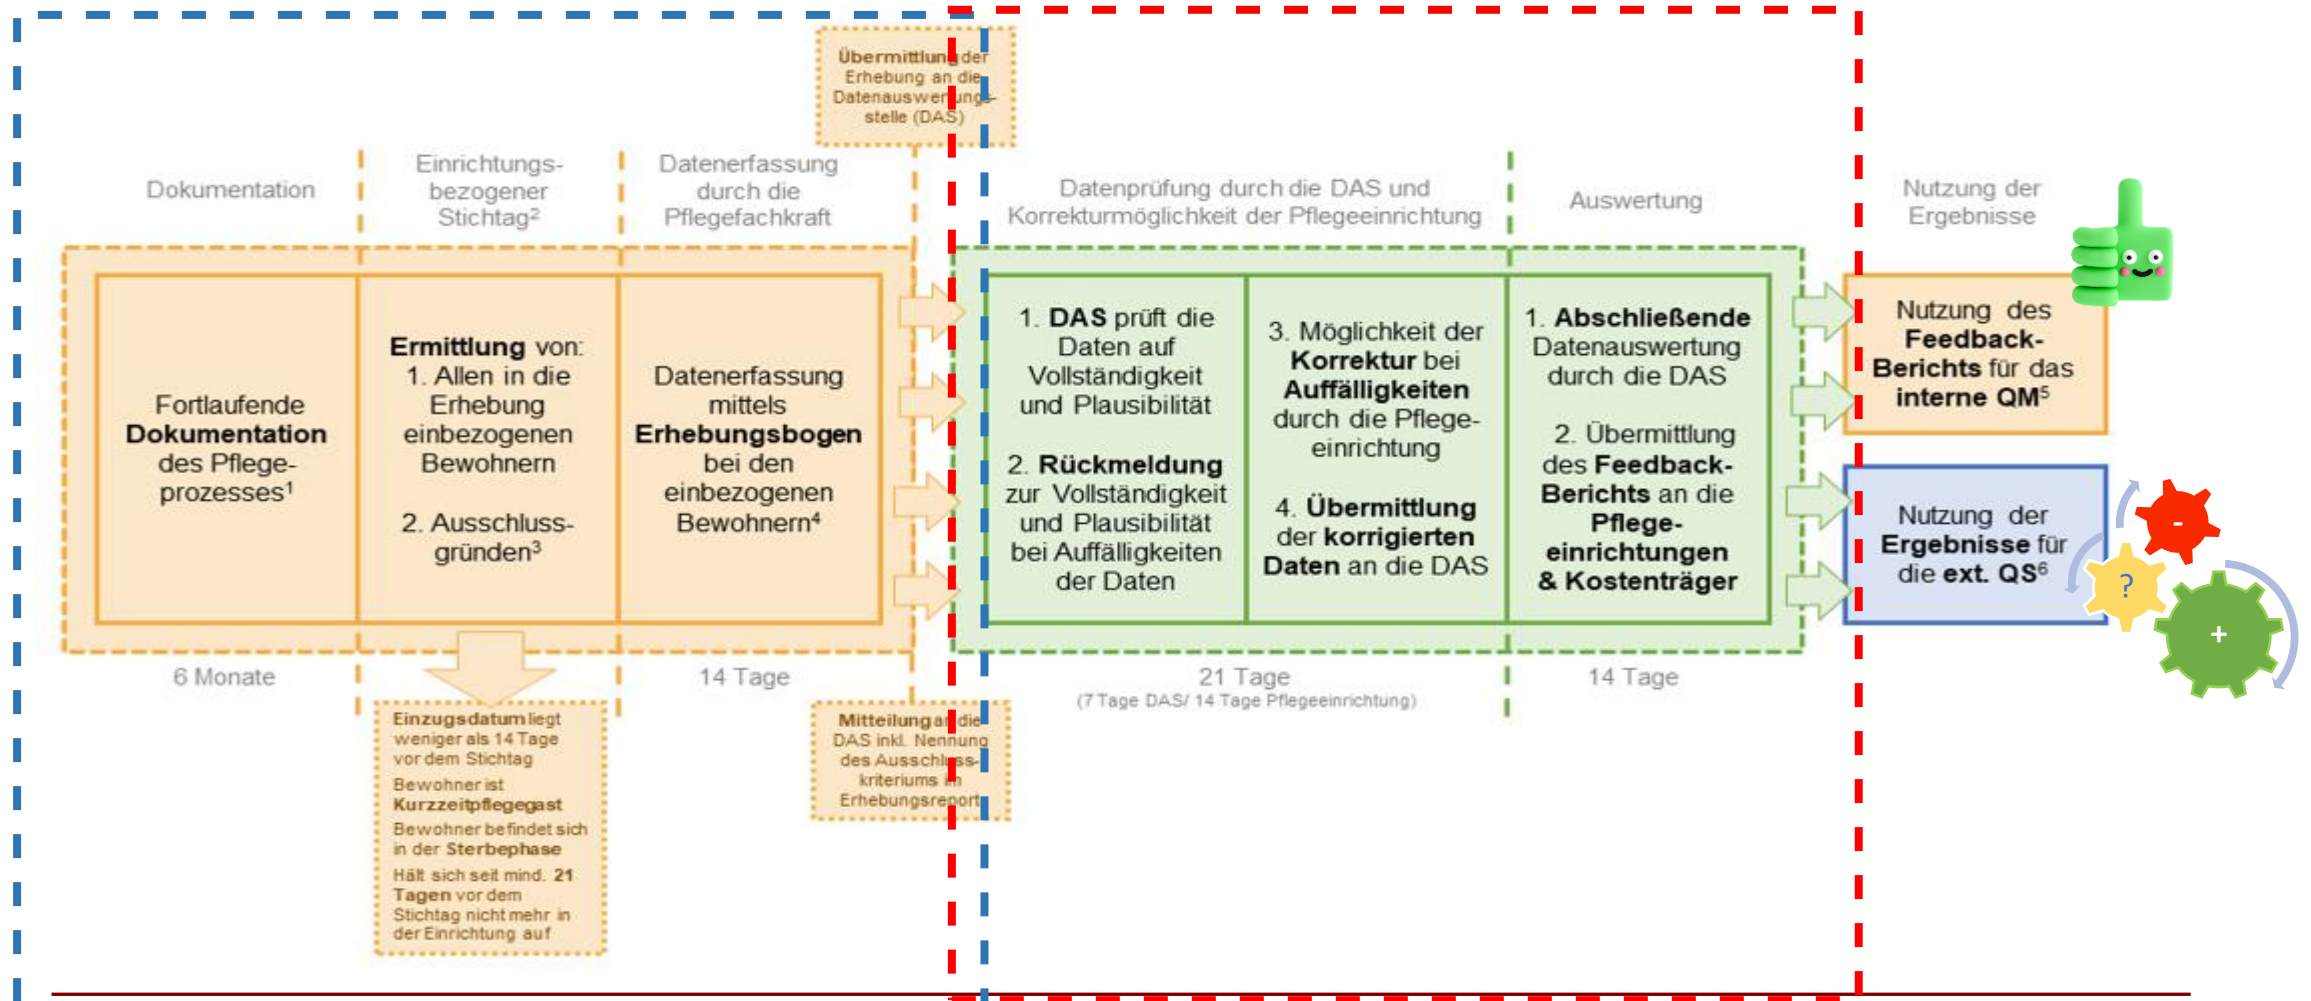 Übermittlung der
Erhebung an die
Datenauswertungs-
stelle (DAS)
Dokumentation
Einrichtungs-
bezogener
Stichtag²
Datenerfassung
durch die
Pflegefachkraft
Datenprüfung durch die DAS und
Korrekturmöglichkeit der Pflegeeinrichtung
Auswertung
Nutzung der
Ergebnisse
Fortlaufende
Dokumentation
des Pflege-
prozesses¹
Ermittlung von:
1. Allen in die
Erhebung
einbezogenen
Bewohnern
2. Ausschluss-
gründen³
Datenerfassung
mittels
Erhebungsbogen
bei den
einbezogenen
Bewohnern⁴
1. DAS prüft die
Daten auf
Vollständigkeit
und Plausibilität
2. Rückmeldung
zur Vollständigkeit
und Plausibilität
bei Auffälligkeiten
der Daten
3. Möglichkeit der
Korrektur bei
Auffälligkeiten
durch die Pflege-
einrichtung
4. Übermittlung
der korrigierten
Daten an die DAS
1. Abschließende
Datenauswertung
durch die DAS
2. Übermittlung
des Feedback-
Berichts an die
Pflege-
einrichtungen
& Kostenträger
Nutzung des
Feedback-
Berichts für das
interne QM⁵
Nutzung der
Ergebnisse für
die ext. QS⁶
-
?
+
6 Monate
14 Tage
21 Tage
(7 Tage DAS/ 14 Tage Pflegeeinrichtung)
14 Tage
Einzugsdatum liegt
weniger als 14 Tage
vor dem Stichtag
Bewohner ist
Kurzzeitpflegegast
Bewohner befindet sich
in der Sterbephase
Hält sich seit mind. 21
Tagen vor dem
Stichtag nicht mehr in
der Einrichtung auf
Mitteilung an die
DAS inkl. Nennung
des Ausschluss-
kriteriums im
Erhebungsreport